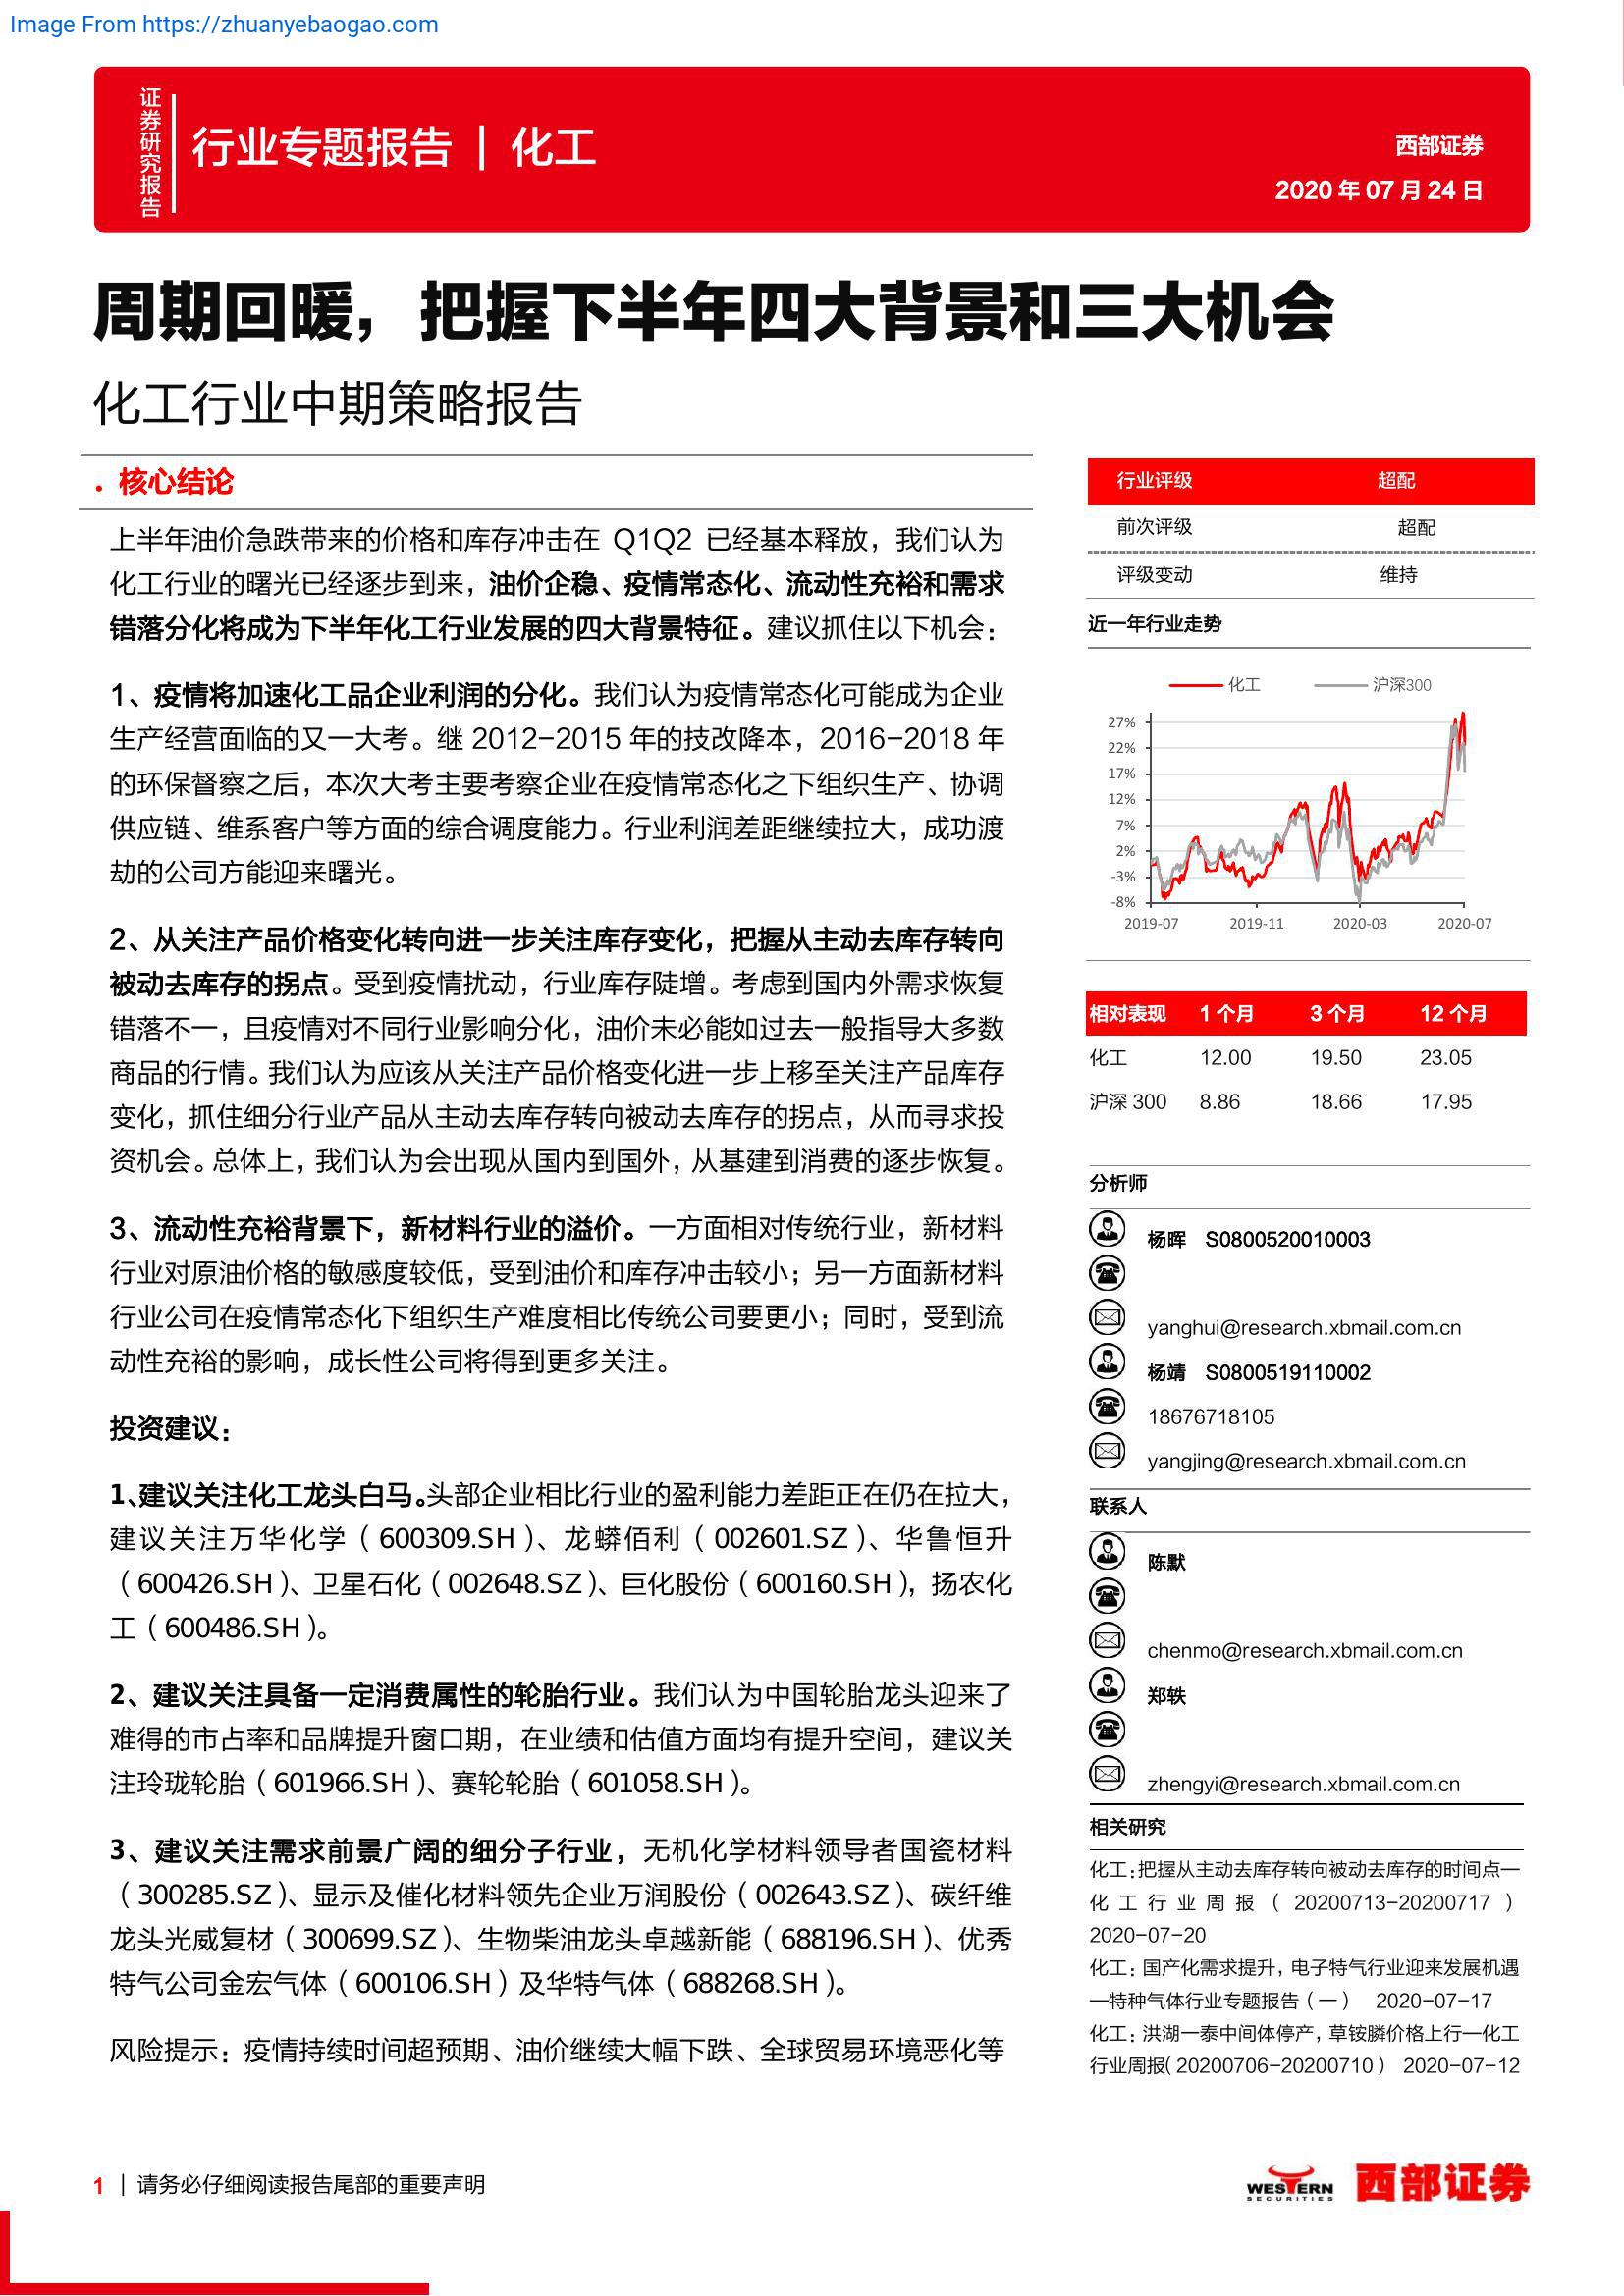 Image From https://zhuanyebaogao.com
证券研究报告
行业专题报告 | 化工
西部证券
2020 年 07 月 24 日
周期回暖，把握下半年四大背景和三大机会
化工行业中期策略报告
• 核心结论
上半年油价急跌带来的价格和库存冲击在 Q1Q2 已经基本释放，我们认为
化工行业的曙光已经逐步到来，油价企稳、疫情常态化、流动性充裕和需求
错落分化将成为下半年化工行业发展的四大背景特征。建议抓住以下机会：
1、疫情将加速化工品企业利润的分化。我们认为疫情常态化可能成为企业
生产经营面临的又一大考。继 2012-2015 年的技改降本，2016-2018 年
的环保督察之后，本次大考主要考察企业在疫情常态化之下组织生产、协调
供应链、维系客户等方面的综合调度能力。行业利润差距继续拉大，成功渡
劫的公司方能迎来曙光。
2、从关注产品价格变化转向进一步关注库存变化，把握从主动去库存转向
被动去库存的拐点。受到疫情扰动，行业库存陡增。考虑到国内外需求恢复
错落不一，且疫情对不同行业影响分化，油价未必能如过去一般指导大多数
商品的行情。我们认为应该从关注产品价格变化进一步上移至关注产品库存
变化，抓住细分行业产品从主动去库存转向被动去库存的拐点，从而寻求投
资机会。总体上，我们认为会出现从国内到国外，从基建到消费的逐步恢复。
3、流动性充裕背景下，新材料行业的溢价。一方面相对传统行业，新材料
行业对原油价格的敏感度较低，受到油价和库存冲击较小；另一方面新材料
行业公司在疫情常态化下组织生产难度相比传统公司要更小；同时，受到流
动性充裕的影响，成长性公司将得到更多关注。
投资建议：
1、建议关注化工龙头白马。头部企业相比行业的盈利能力差距正在仍在拉大，
建议关注万华化学（600309.SH）、龙蟒佰利（002601.SZ）、华鲁恒升
（600426.SH）、卫星石化（002648.SZ）、巨化股份（600160.SH），扬农化
工（600486.SH）。
2、建议关注具备一定消费属性的轮胎行业。我们认为中国轮胎龙头迎来了
难得的市占率和品牌提升窗口期，在业绩和估值方面均有提升空间，建议关
注玲珑轮胎（601966.SH）、赛轮轮胎（601058.SH）。
3、建议关注需求前景广阔的细分子行业，无机化学材料领导者国瓷材料
（300285.SZ）、显示及催化材料领先企业万润股份（002643.SZ）、碳纤维
龙头光威复材（300699.SZ）、生物柴油龙头卓越新能（688196.SH）、优秀
特气公司金宏气体（600106.SH）及华特气体（688268.SH）。
风险提示：疫情持续时间超预期、油价继续大幅下跌、全球贸易环境恶化等
行业评级 超配
前次评级 超配
评级变动 维持
近一年行业走势
化工 沪深300
27%
22%
17%
12%
7%
2%
-3%
-8%
2019-07 2019-11 2020-03 2020-07
相对表现 1 个月 3 个月 12 个月
化工 12.00 19.50 23.05
沪深 300 8.86 18.66 17.95
分析师
杨晖 S0800520010003
yanghui@research.xbmail.com.cn
杨靖 S0800519110002
18676718105
yangjing@research.xbmail.com.cn
联系人
陈默
chenmo@research.xbmail.com.cn
郑轶
zhengyi@research.xbmail.com.cn
相关研究
化工：把握从主动去库存转向被动去库存的时间点—
化工行业周报（20200713-20200717）
2020-07-20
化工：国产化需求提升，电子特气行业迎来发展机遇
—特种气体行业专题报告（一） 2020-07-17
化工：洪湖一泰中间体停产，草铵膦价格上行—化工
行业周报（20200706-20200710） 2020-07-12
1 | 请务必仔细阅读报告尾部的重要声明
WESTERN
SECURITIES
西部证券